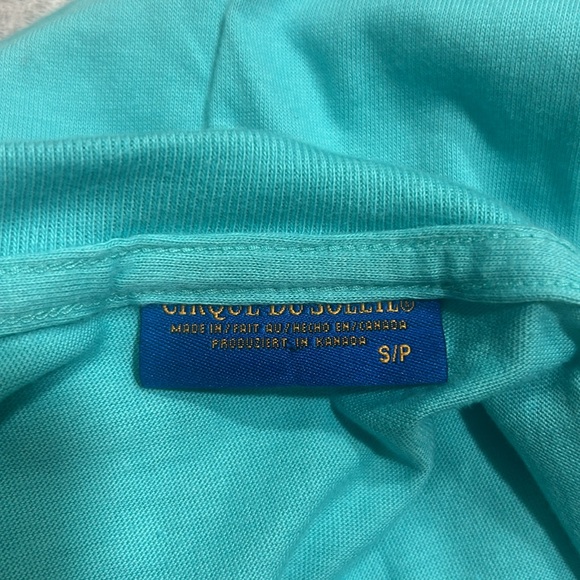 CIRQUE DU SOLEIL®
MADE IN/FAIT AU/HECHO EN/CANADA
PRODUZIERT IN KANADA
S/P